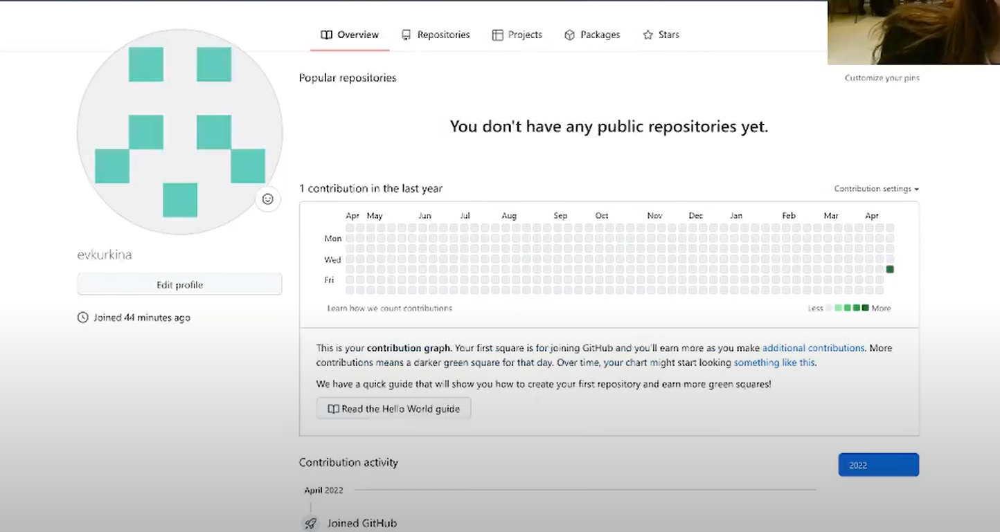 Overview Repositories Projects Packages Stars
Popular repositories
Customize your pins
You don't have any public repositories yet.
1 contribution in the last year
Contribution settings
Apr May Jun Jul Aug Sep Oct Nov Dec Jan Feb Mar Apr
Mon
Wed
Fri
Learn how we count contributions
Less More
evkurkina
Edit profile
Joined 44 minutes ago
This is your contribution graph. Your first square is for joining GitHub and you'll earn more as you make additional contributions. More
contributions means a darker green square for that day. Over time, your chart might start looking something like this.
We have a quick guide that will show you how to create your first repository and earn more green squares!
Read the Hello World guide
Contribution activity
2022
April 2022
Joined GitHub